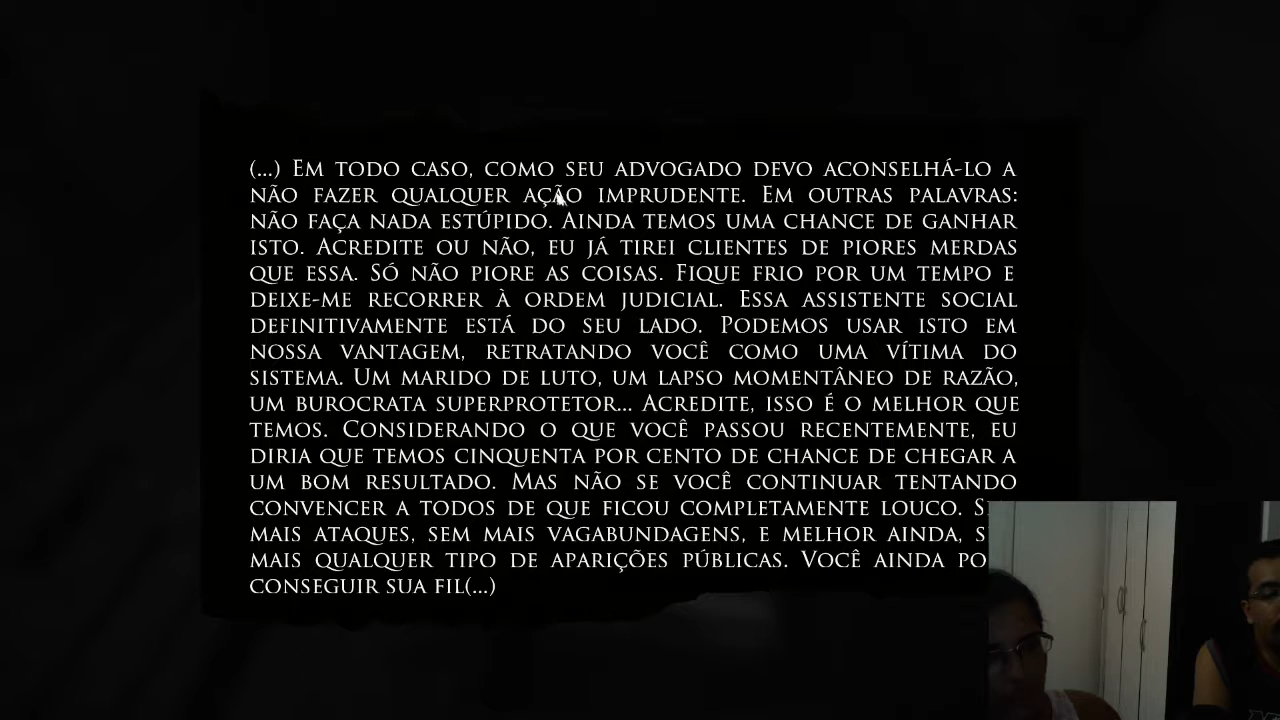 (...) Em todo caso, como seu advogado devo aconselhá-lo a
não fazer qualquer ação imprudente. Em outras palavras:
não faça nada estúpido. Ainda temos uma chance de ganhar
isto. Acredite ou não, eu já tirei clientes de piores merdas
que essa. Só não piore as coisas. Fique frio por um tempo e
deixe-me recorrer à ordem judicial. Essa assistente social
definitivamente está do seu lado. Podemos usar isto em
nossa vantagem, retratando você como uma vítima do
sistema. Um marido de luto, um lapso momentâneo de razão,
um burocrata superprotetor... Acredite, isso é o melhor que
temos. Considerando o que você passou recentemente, eu
diria que temos cinquenta por cento de chance de chegar a
um bom resultado. Mas não se você continuar tentando
convencer a todos de que ficou completamente louco.
mais ataques, sem mais vagabundagens, e melhor ainda,
mais qualquer tipo de aparições públicas. Você ainda
conseguir sua fil(...)